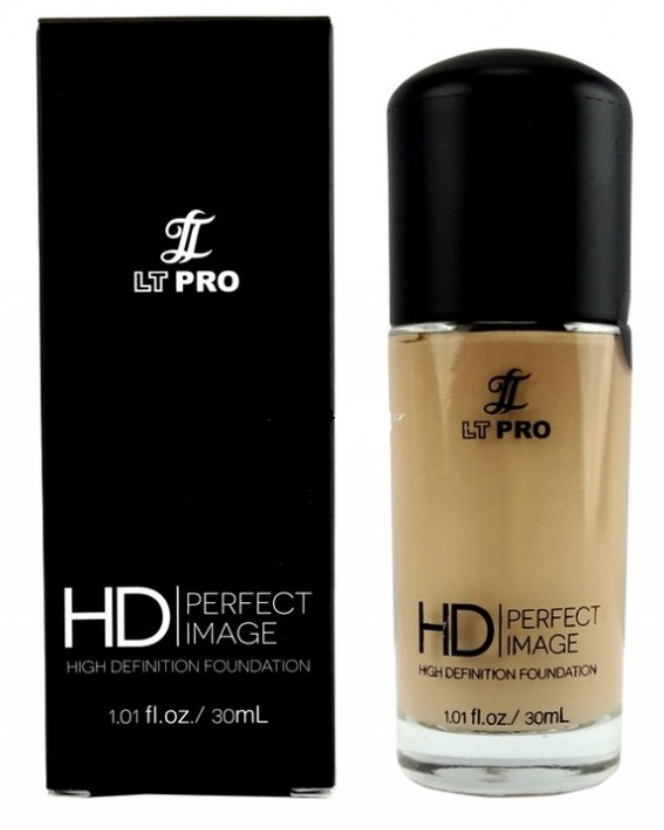 LT PRO
HD PERFECT
IMAGE
HIGH DEFINITION FOUNDATION
1.01 fl.oz./ 30mL
LT PRO
HD PERFECT
IMAGE
HIGH DEFINITION FOUNDATION
1.01 fl.oz./ 30mL